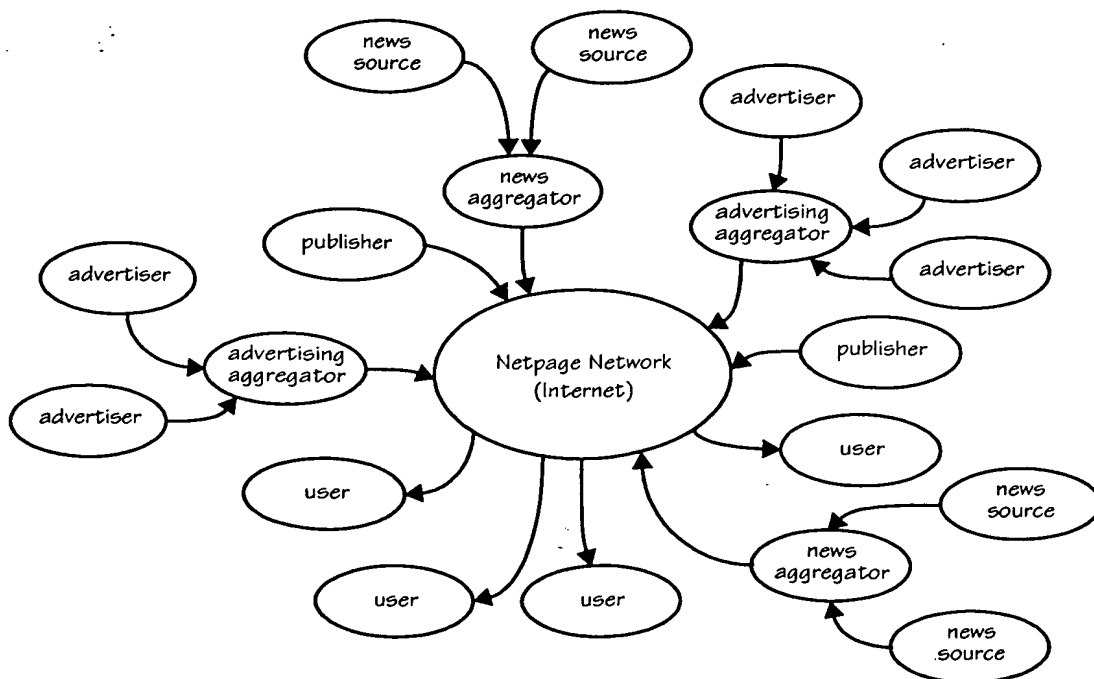 news
source
news
source
advertiser
advertiser
news
aggregator
advertising
aggregator
publisher
advertiser
advertiser
publisher
advertising
aggregator
Netpage Network
(Internet)
advertiser
user
user
news
source
news
aggregator
user
user
news
source